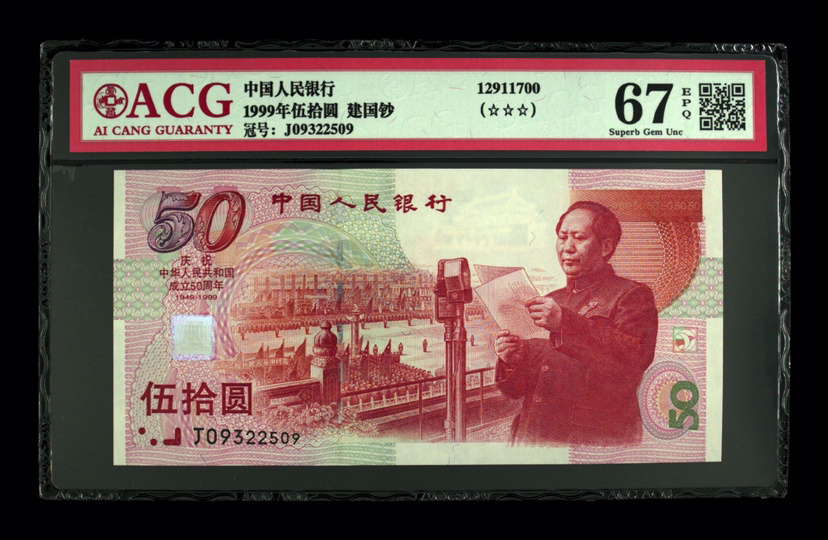 ACG
AI CANG GUARANTY
中国人民银行
1999年伍拾圆 建国钞
冠号：J09322509
12911700
(☆☆☆)
67
EPQ
Superb Gem Unc
50
中国人民银行
庆祝
中华人民共和国
成立50周年
1949-1999
伍拾圆
J09322509
50